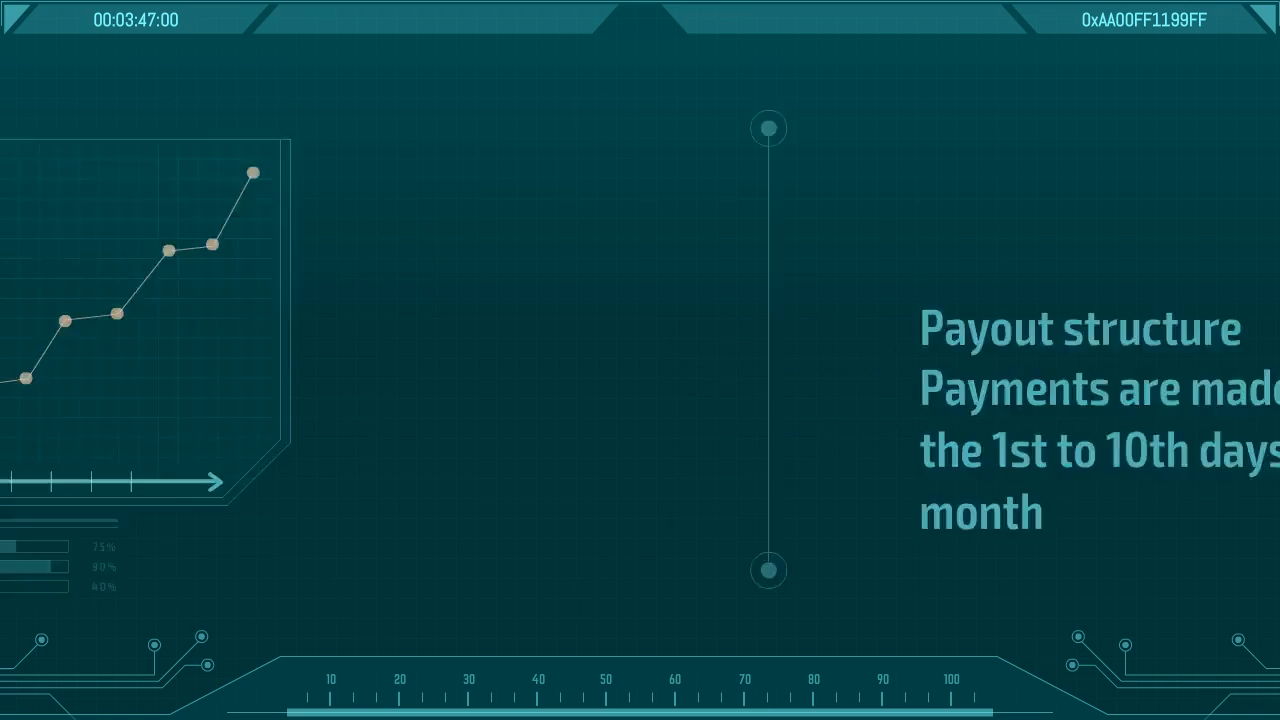 00:03:47:00
0xAA00FF1199FF
Payout structure
Payments are made
the 1st to 10th days
month
75%
90%
40%
10 20 30 40 50 60 70 80 90 100